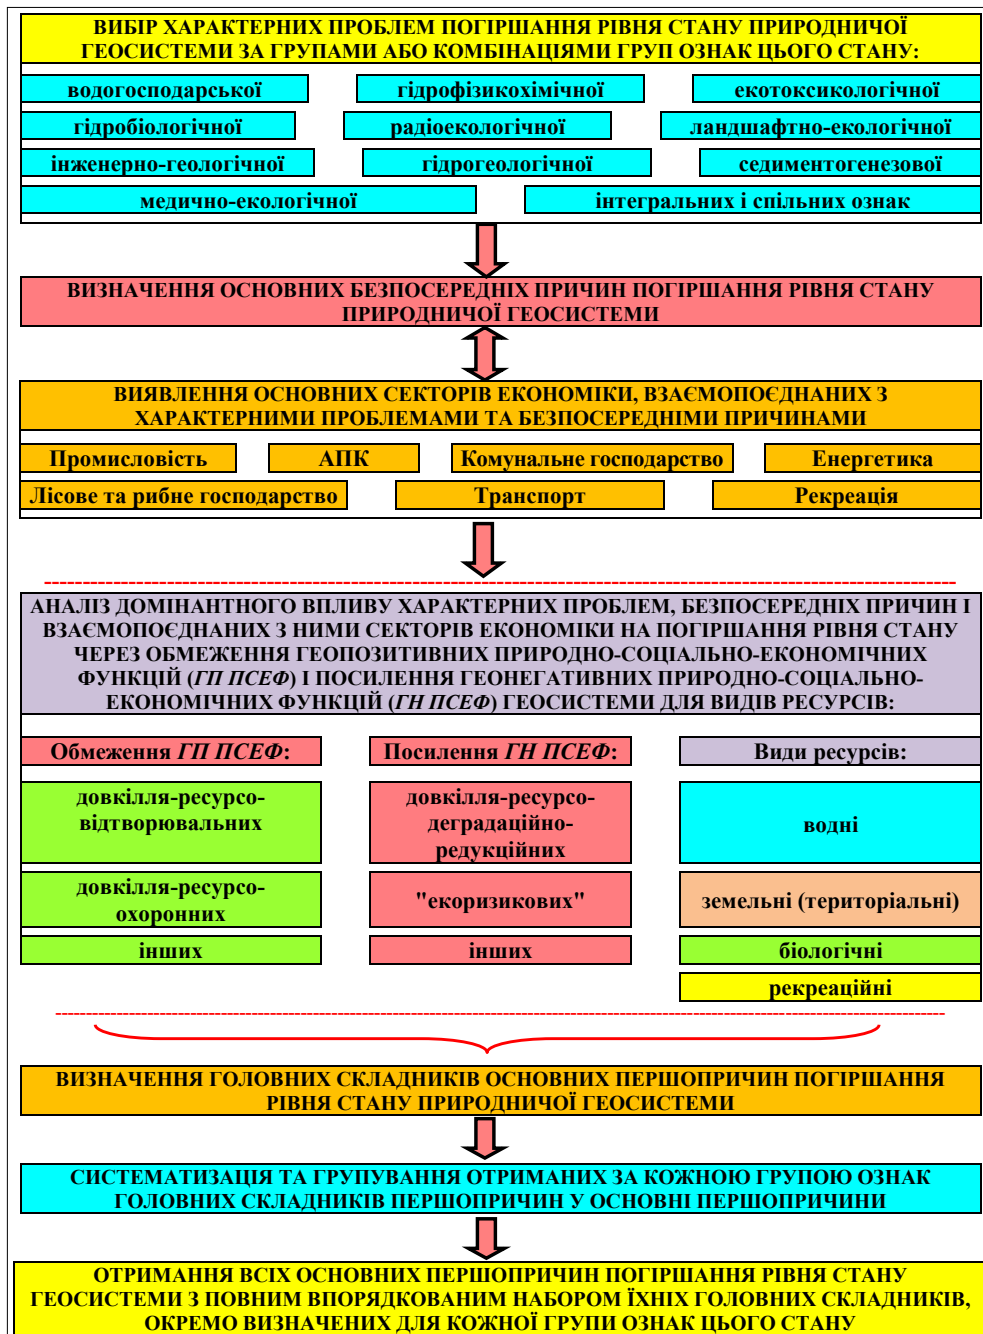 ВИБІР ХАРАКТЕРНИХ ПРОБЛЕМ ПОГІРШАННЯ РІВНЯ СТАНУ ПРИРОДНИЧОЇ
ГЕОСИСТЕМИ ЗА ГРУПАМИ АБО КОМБІНАЦІЯМИ ГРУП ОЗНАК ЦЬОГО СТАНУ:
водогосподарської гідрофізикохімічної екотоксикологічної
гідробіологічної радіоекологічної ландшафтно-екологічної
інженерно-геологічної гідрогеологічної седиментогенезової
медично-екологічної інтегральних і спільних ознак
ВИЗНАЧЕННЯ ОСНОВНИХ БЕЗПОСЕРЕДНІХ ПРИЧИН ПОГІРШАННЯ РІВНЯ СТАНУ
ПРИРОДНИЧОЇ ГЕОСИСТЕМИ
ВИЯВЛЕННЯ ОСНОВНИХ СЕКТОРІВ ЕКОНОМІКИ, ВЗАЄМОПОЄДНАНИХ З
ХАРАКТЕРНИМИ ПРОБЛЕМАМИ ТА БЕЗПОСЕРЕДНІМИ ПРИЧИНАМИ
Промисловість АПК Комунальне господарство Енергетика
Лісове та рибне господарство Транспорт Рекреація
АНАЛІЗ ДОМІНАНТНОГО ВПЛИВУ ХАРАКТЕРНИХ ПРОБЛЕМ, БЕЗПОСЕРЕДНІХ ПРИЧИН І
ВЗАЄМОПОЄДНАНИХ З НИМИ СЕКТОРІВ ЕКОНОМІКИ НА ПОГІРШАННЯ РІВНЯ СТАНУ
ЧЕРЕЗ ОБМЕЖЕННЯ ГЕОПОЗИТИВНИХ ПРИРОДНО-СОЦІАЛЬНО-ЕКОНОМІЧНИХ
ФУНКЦІЙ (ГП ПСЕФ) І ПОСИЛЕННЯ ГЕОНЕГАТИВНИХ ПРИРОДНО-СОЦІАЛЬНО-
ЕКОНОМІЧНИХ ФУНКЦІЙ (ГН ПСЕФ) ГЕОСИСТЕМИ ДЛЯ ВИДІВ РЕСУРСІВ:
Обмеження ГП ПСЕФ: Посилення ГН ПСЕФ: Види ресурсів:
довкілля-ресурсо-
відтворювальних
довкілля-ресурсо-
деградаційно-
редукційних
водні
довкілля-ресурсо-
охоронних
"екоризикових"
земельні (територіальні)
інших інших біологічні
рекреаційні
ВИЗНАЧЕННЯ ГОЛОВНИХ СКЛАДНИКІВ ОСНОВНИХ ПЕРШОПРИЧИН ПОГІРШАННЯ
РІВНЯ СТАНУ ПРИРОДНИЧОЇ ГЕОСИСТЕМИ
СИСТЕМАТИЗАЦІЯ ТА ГРУПУВАННЯ ОТРИМАНИХ ЗА КОЖНОЮ ГРУПОЮ ОЗНАК
ГОЛОВНИХ СКЛАДНИКІВ ПЕРШОПРИЧИН У ОСНОВНІ ПЕРШОПРИЧИНИ
ОТРИМАННЯ ВСІХ ОСНОВНИХ ПЕРШОПРИЧИН ПОГІРШАННЯ РІВНЯ СТАНУ
ГЕОСИСТЕМИ З ПОВНИМ ВПОРЯДКОВАНИМ НАБОРОМ ЇХНІХ ГОЛОВНИХ СКЛАДНИКІВ,
ОКРЕМО ВИЗНАЧЕНИХ ДЛЯ КОЖНОЇ ГРУПИ ОЗНАК ЦЬОГО СТАНУ